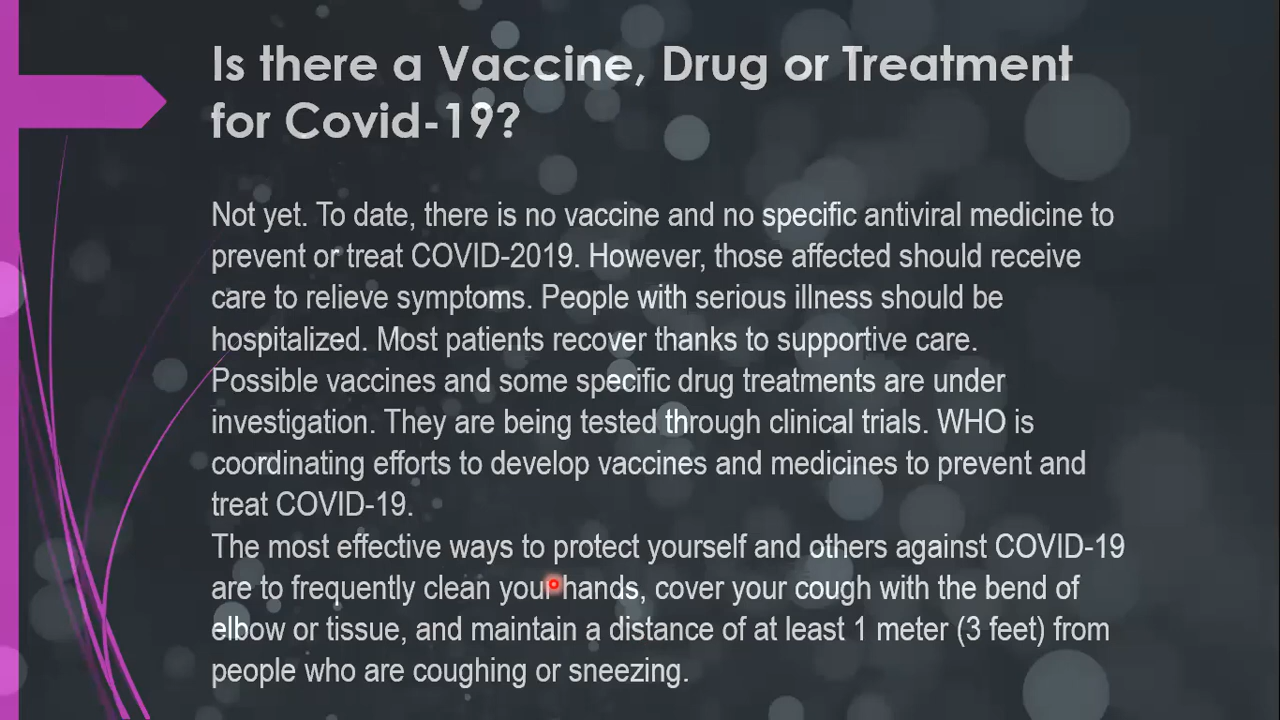 Is there a Vaccine, Drug or Treatment
for Covid-19?
Not yet. To date, there is no vaccine and no specific antiviral medicine to
prevent or treat COVID-2019. However, those affected should receive
care to relieve symptoms. People with serious illness should be
hospitalized. Most patients recover thanks to supportive care.
Possible vaccines and some specific drug treatments are under
investigation. They are being tested through clinical trials. WHO is
coordinating efforts to develop vaccines and medicines to prevent and
treat COVID-19.
The most effective ways to protect yourself and others against COVID-19
are to frequently clean your hands, cover your cough with the bend of
elbow or tissue, and maintain a distance of at least 1 meter (3 feet) from
people who are coughing or sneezing.